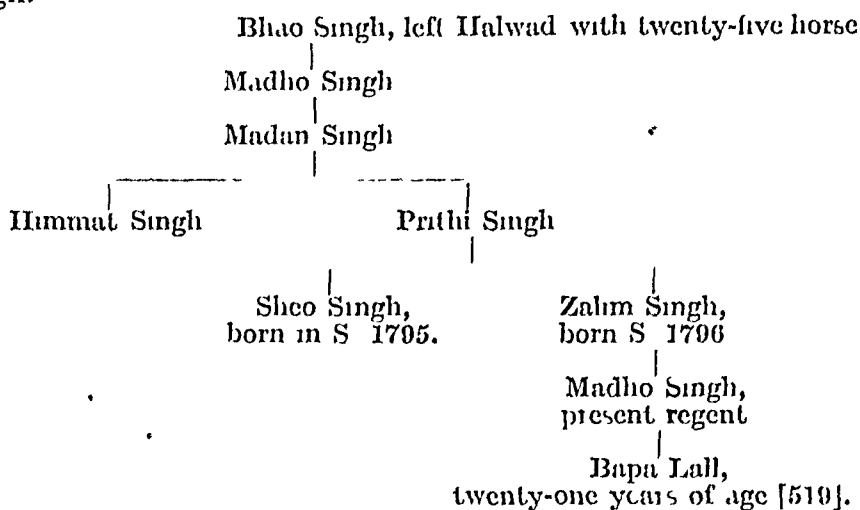 Bhao Singh, left Halwad with twenty-five horse
Madho Singh
Madan Singh
Himmat Singh Prithi Singh
Sheo Singh, Zalim Singh,
born in S 1795. born S 1796
Madho Singh,
present regent
Bapa Lall,
twenty-one years of age [519].